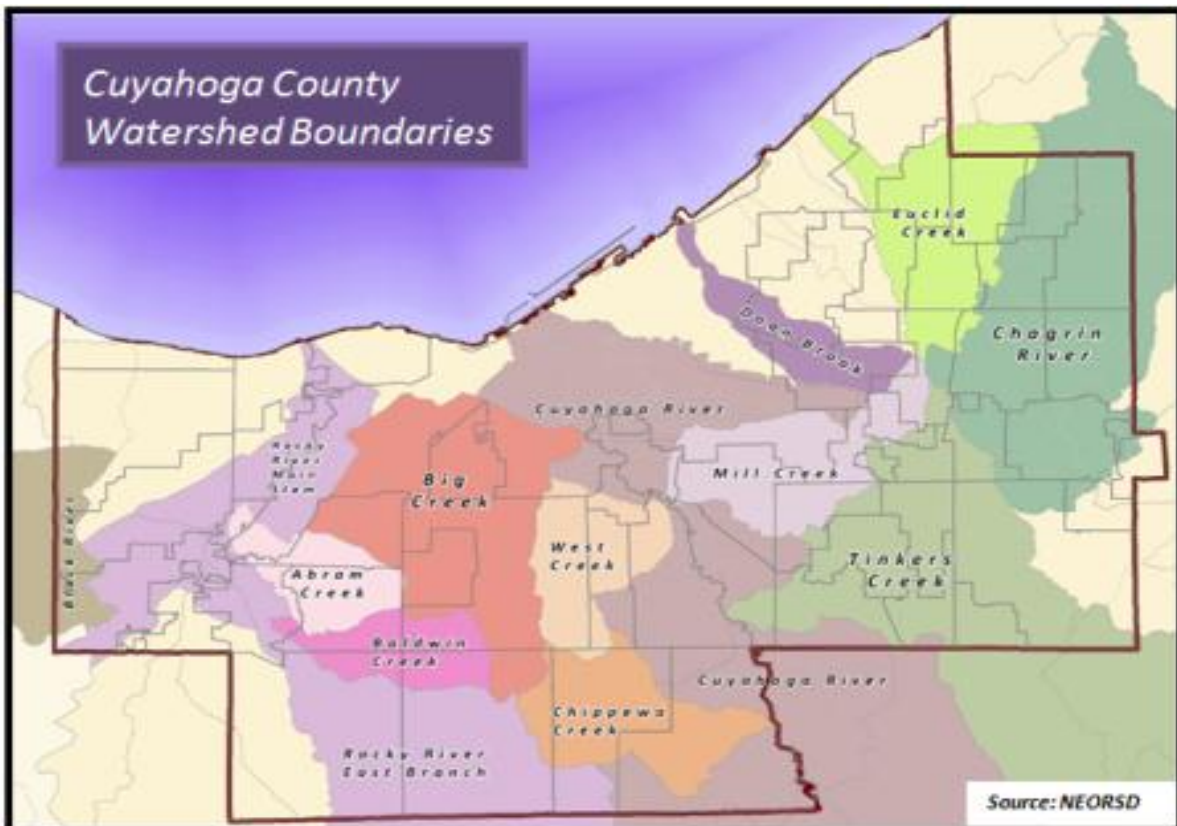 Cuyahoga County
Watershed Boundaries
Euclid
Creek
Doan Brook
Chagrin
River
Cuyahoga River
Rocky
River
Main
Stem
Big
Creek
Mill Creek
Black River
West
Creek
Tinkers
Creek
Abram
Creek
Baldwin
Creek
Cuyahoga River
Chippewa
Creek
Rocky River
East Branch
Source: NEORSD